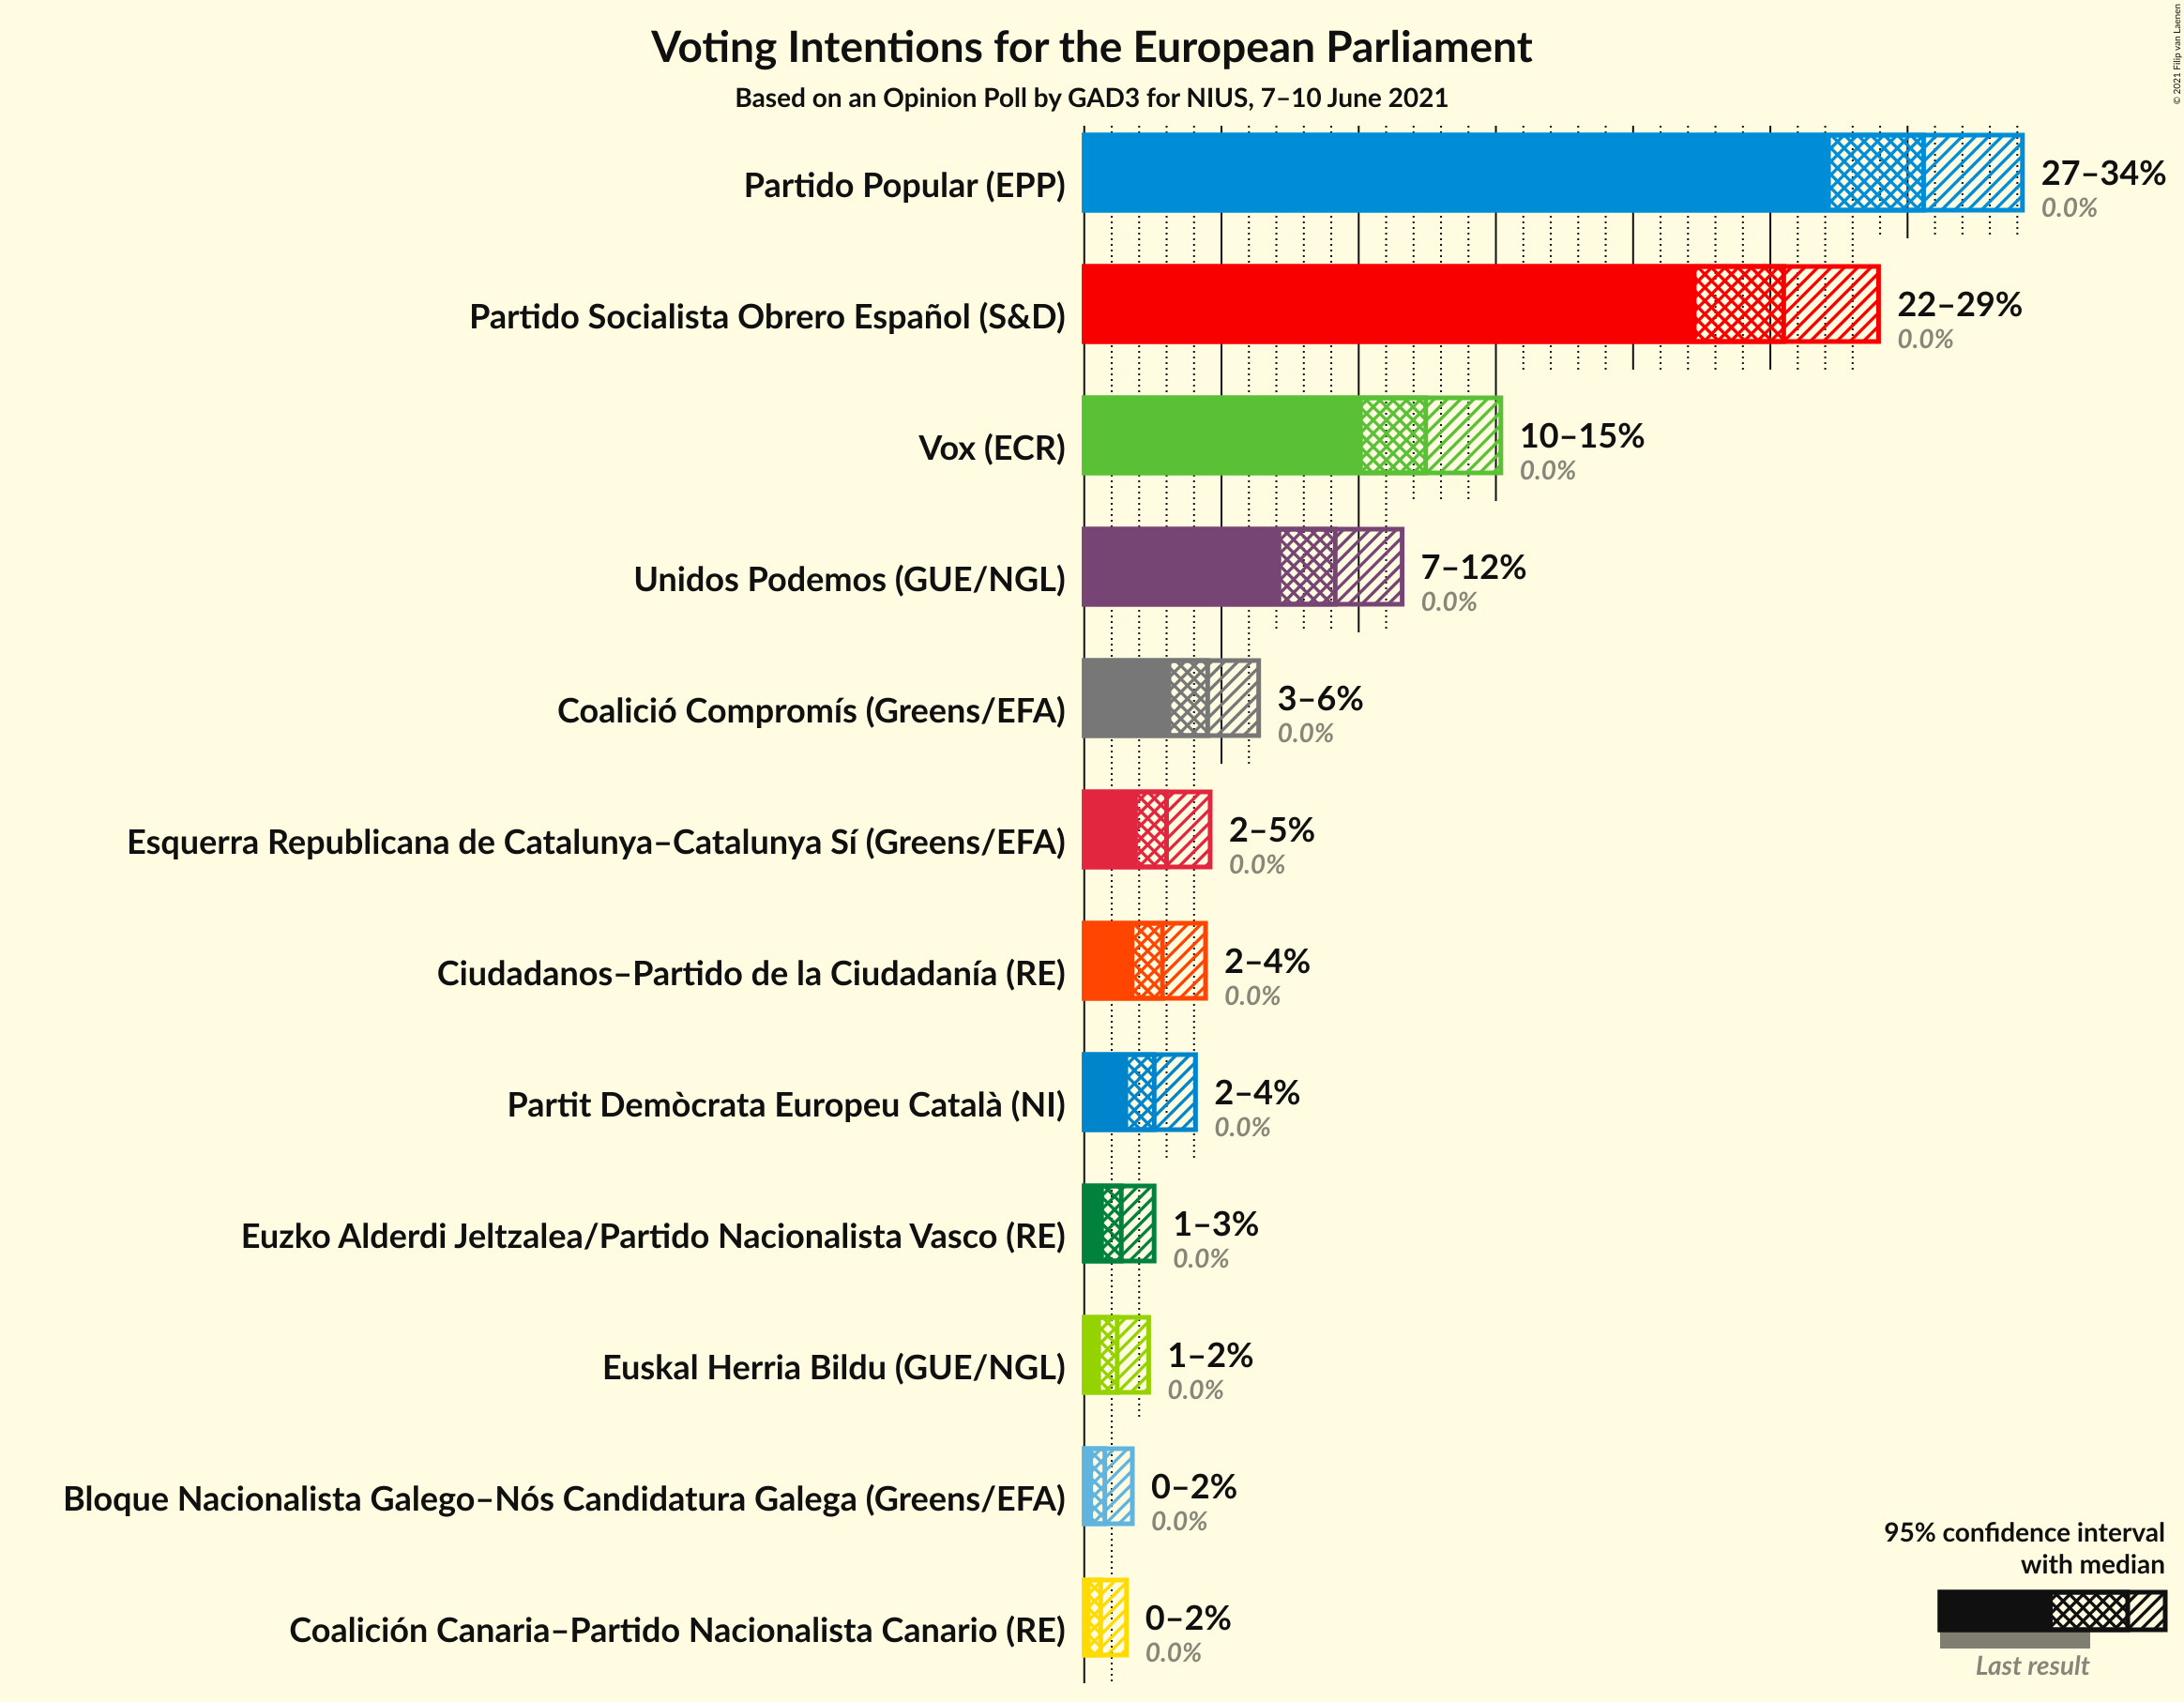 Voting Intentions for the European Parliament
Based on an Opinion Poll by GAD3 for NIUS, 7–10 June 2021
© 2021 Filip van Laenen
Partido Popular (EPP)
27–34%
0.0%
Partido Socialista Obrero Español (S&D)
22–29%
0.0%
Vox (ECR)
10–15%
0.0%
Unidos Podemos (GUE/NGL)
7–12%
0.0%
Coalició Compromís (Greens/EFA)
3–6%
0.0%
Esquerra Republicana de Catalunya–Catalunya Sí (Greens/EFA)
2–5%
0.0%
Ciudadanos–Partido de la Ciudadanía (RE)
2–4%
0.0%
Partit Demòcrata Europeu Català (NI)
2–4%
0.0%
Euzko Alderdi Jeltzalea/Partido Nacionalista Vasco (RE)
1–3%
0.0%
Euskal Herria Bildu (GUE/NGL)
1–2%
0.0%
Bloque Nacionalista Galego–Nós Candidatura Galega (Greens/EFA)
0–2%
0.0%
Coalición Canaria–Partido Nacionalista Canario (RE)
0–2%
0.0%
95% confidence interval
with median
Last result